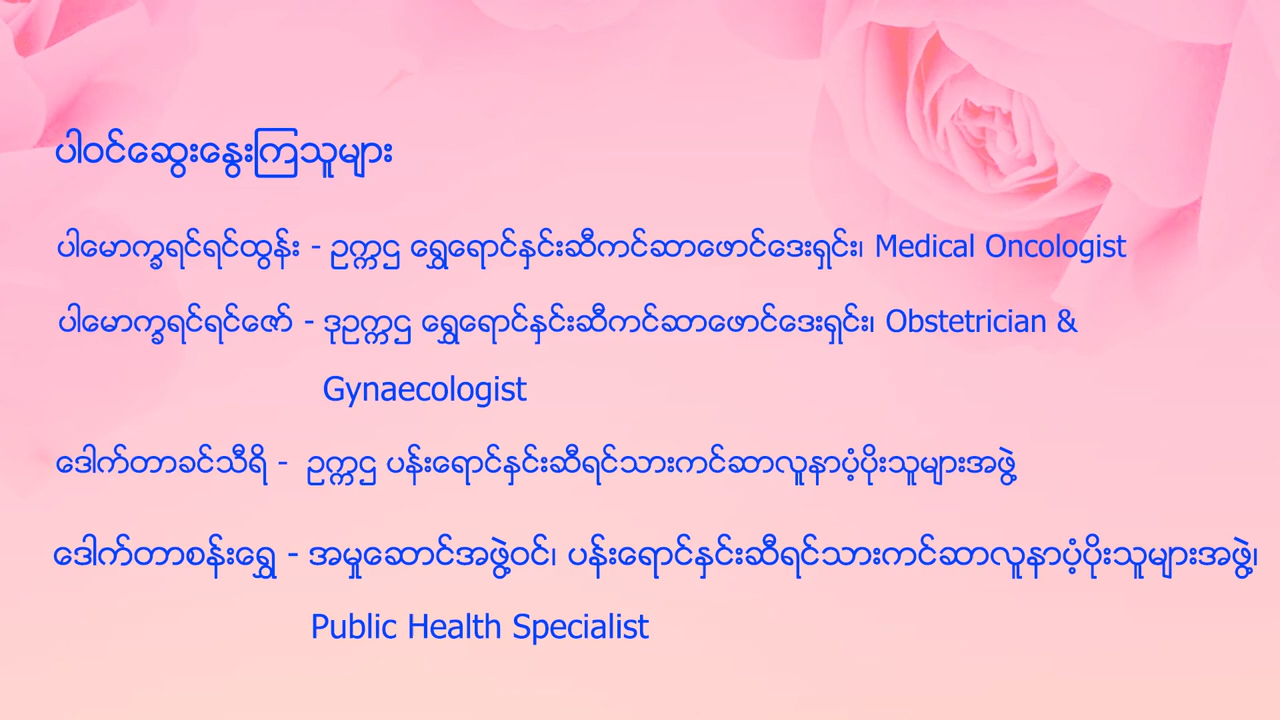 ပါဝင်ဆွေးနွေးကြသူများ
ပါမောက္ခရင်ရင်ထွန်း - ဥက္ကဌ ရွှေရောင်နှင်းဆီကင်ဆာဖောင်ဒေးရှင်း၊ Medical Oncologist
ပါမောက္ခရင်ရင်ဇော် - ဒုဥက္ကဌ ရွှေရောင်နှင်းဆီကင်ဆာဖောင်ဒေးရှင်း၊ Obstetrician &
Gynaecologist
ဒေါက်တာခင်သီရိ - ဥက္ကဌ ပန်းရောင်နှင်းဆီရင်သားကင်ဆာလူနာပံ့ပိုးသူများအဖွဲ့
ဒေါက်တာစန်းရွှေ - အမှုဆောင်အဖွဲ့ဝင်၊ ပန်းရောင်နှင်းဆီရင်သားကင်ဆာလူနာပံ့ပိုးသူများအဖွဲ့၊
Public Health Specialist